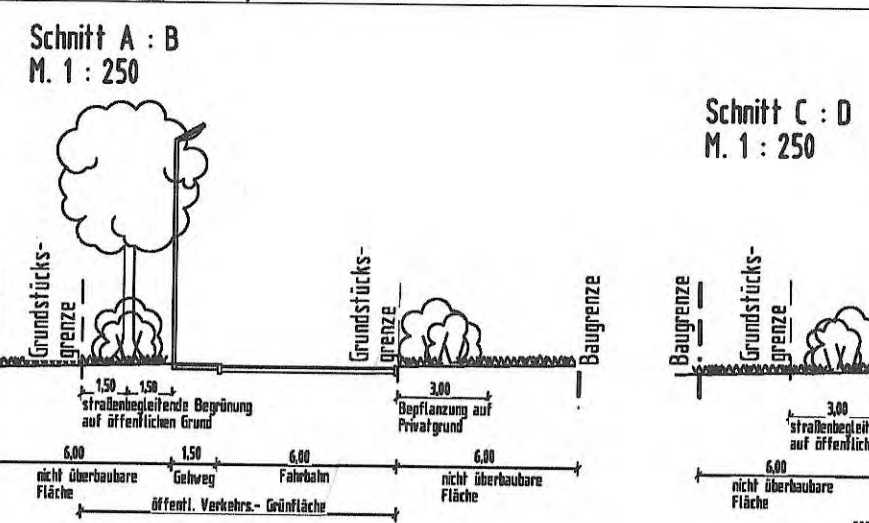 Schnitt A : B
M. 1 : 250
Grundstücks-
grenze
Grundstücks-
grenze
Baugrenze
1,50 1,50
straßenbegleitende Begrünung
auf öffentlichen Grund
3,00
Bepflanzung auf
Privatgrund
6,00
nicht überbaubare
Fläche
1,50
Gehweg
6,00
Fahrbahn
6,00
nicht überbaubare
Fläche
öffentl. Verkehrs.- Grünfläche
Schnitt C : D
M. 1 : 250
Baugrenze
Grundstücks-
grenze
3,00
straßenbegleit
auf öffentlich
6,00
nicht überbaubare
Fläche